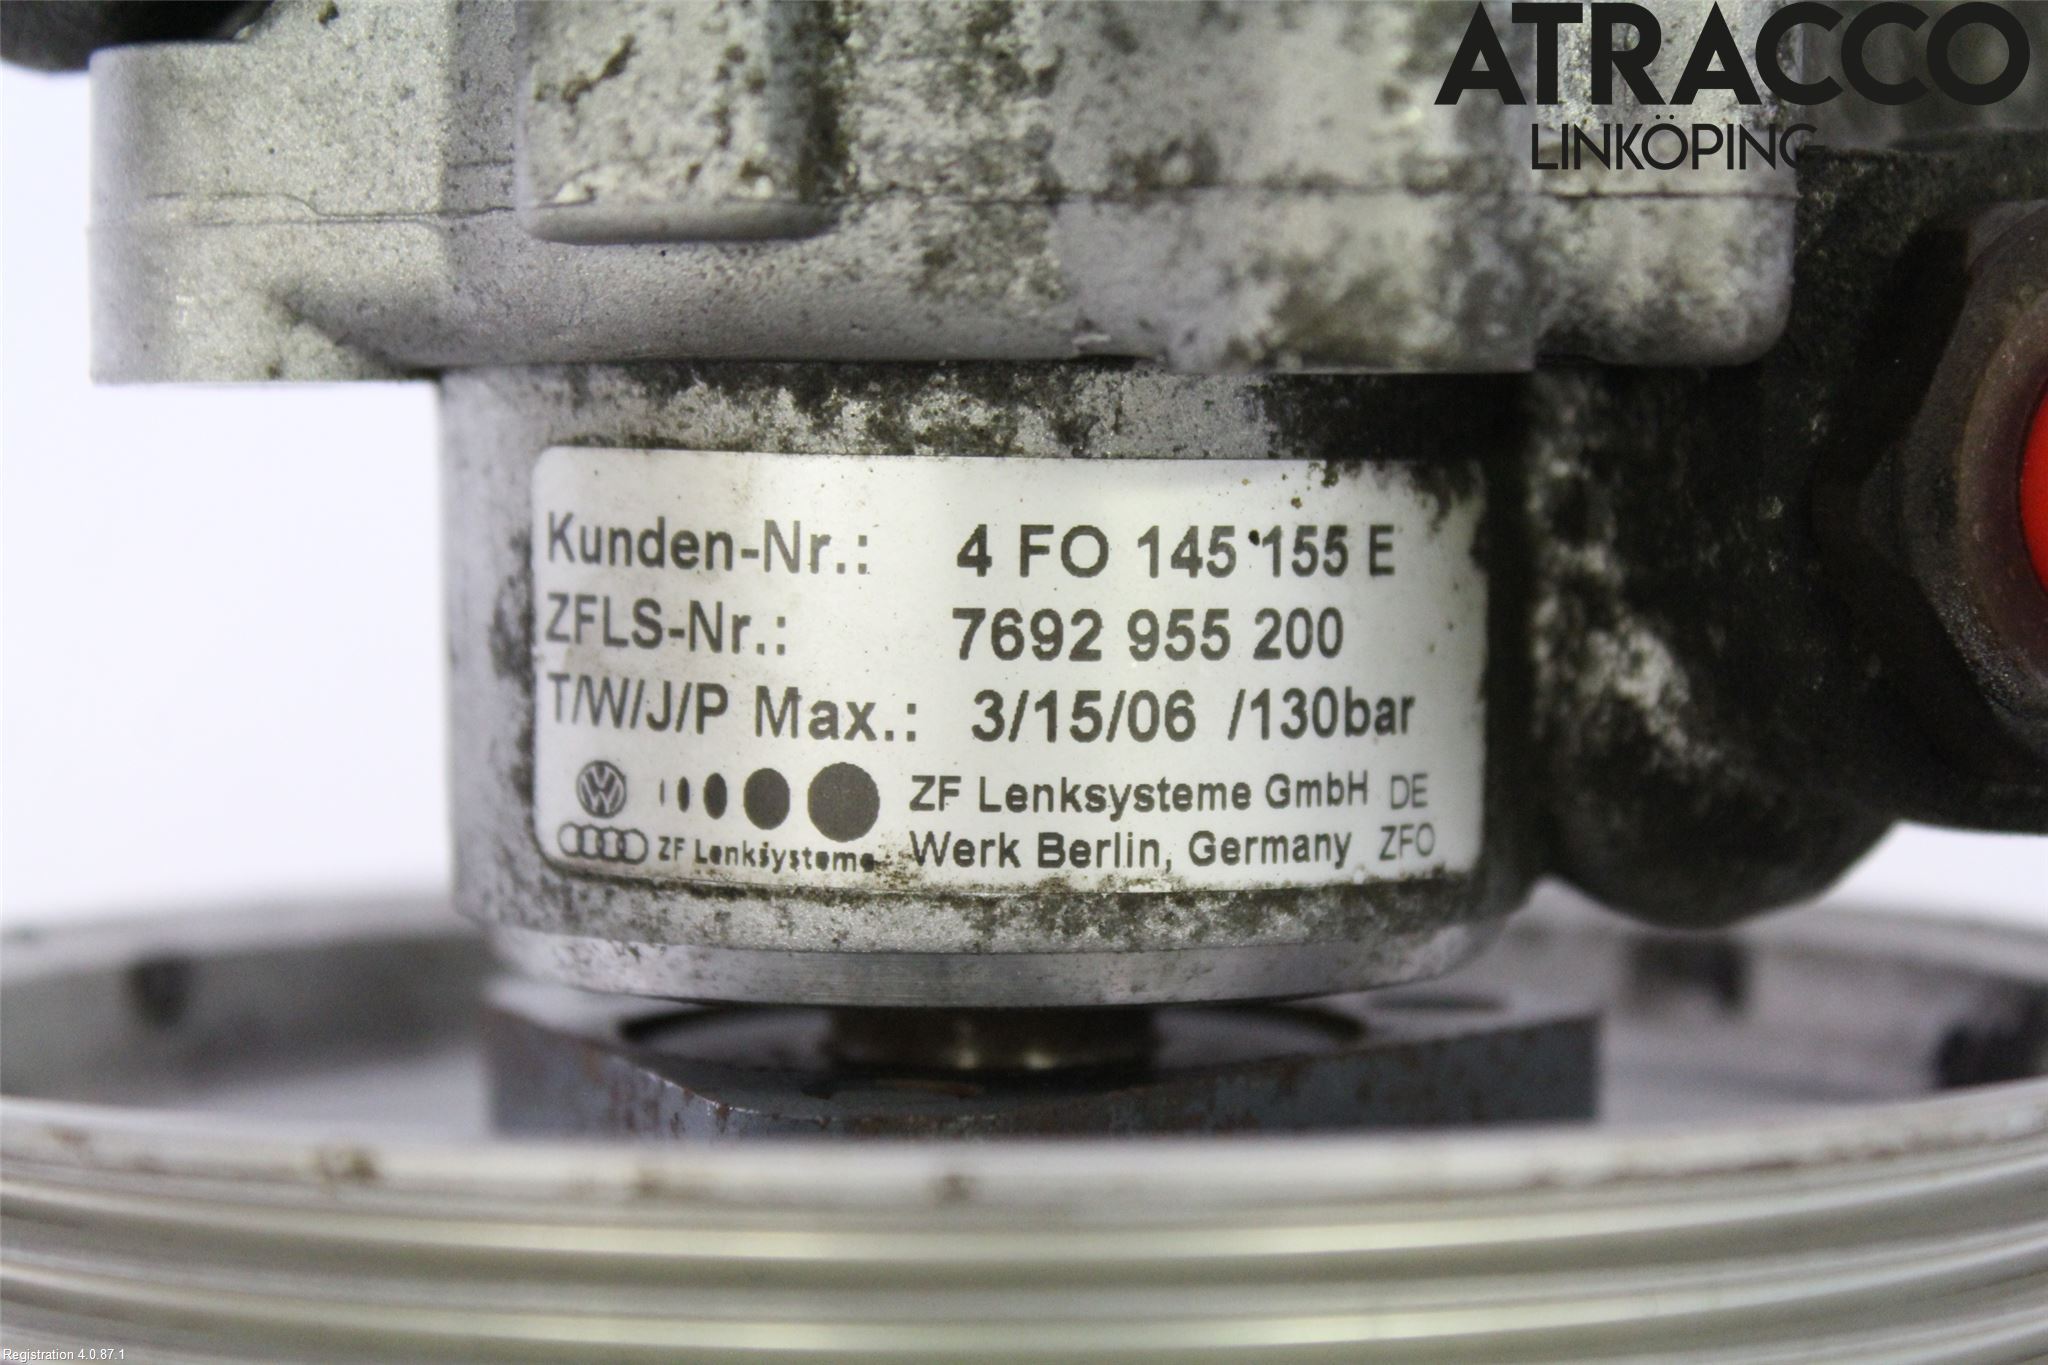 ATRACCO
LINKÖPING
Kunden-Nr.: 4 FO 145 155 E
ZFLS-Nr.: 7692 955 200
T/W/J/P Max.: 3/15/06 /130bar
ZF Lenksysteme GmbH DE
ZF Lenksysteme Werk Berlin, Germany ZFO
Registration 4.0.87.1